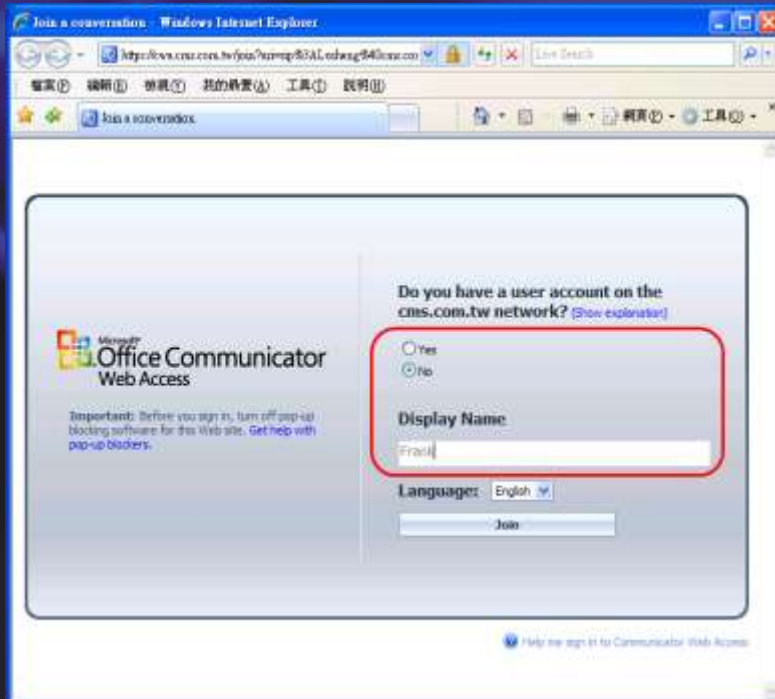 Join a conversation - Windows Internet Explorer
Live Search
檔案(F) 編輯(E) 檢視(V) 我的最愛(A) 工具(T) 說明(H)
Join a conversation
網頁(P) 工具(O)
Do you have a user account on the
cms.com.tw network? [Show explanation]
Yes
No
Microsoft
Office Communicator
Web Access
Important: Before you sign in, turn off pop-up
blocking software for this Web site. Get help with
pop-up blockers.
Display Name
Frank
Language: English
Join
Help me sign in to Communicator Web Access